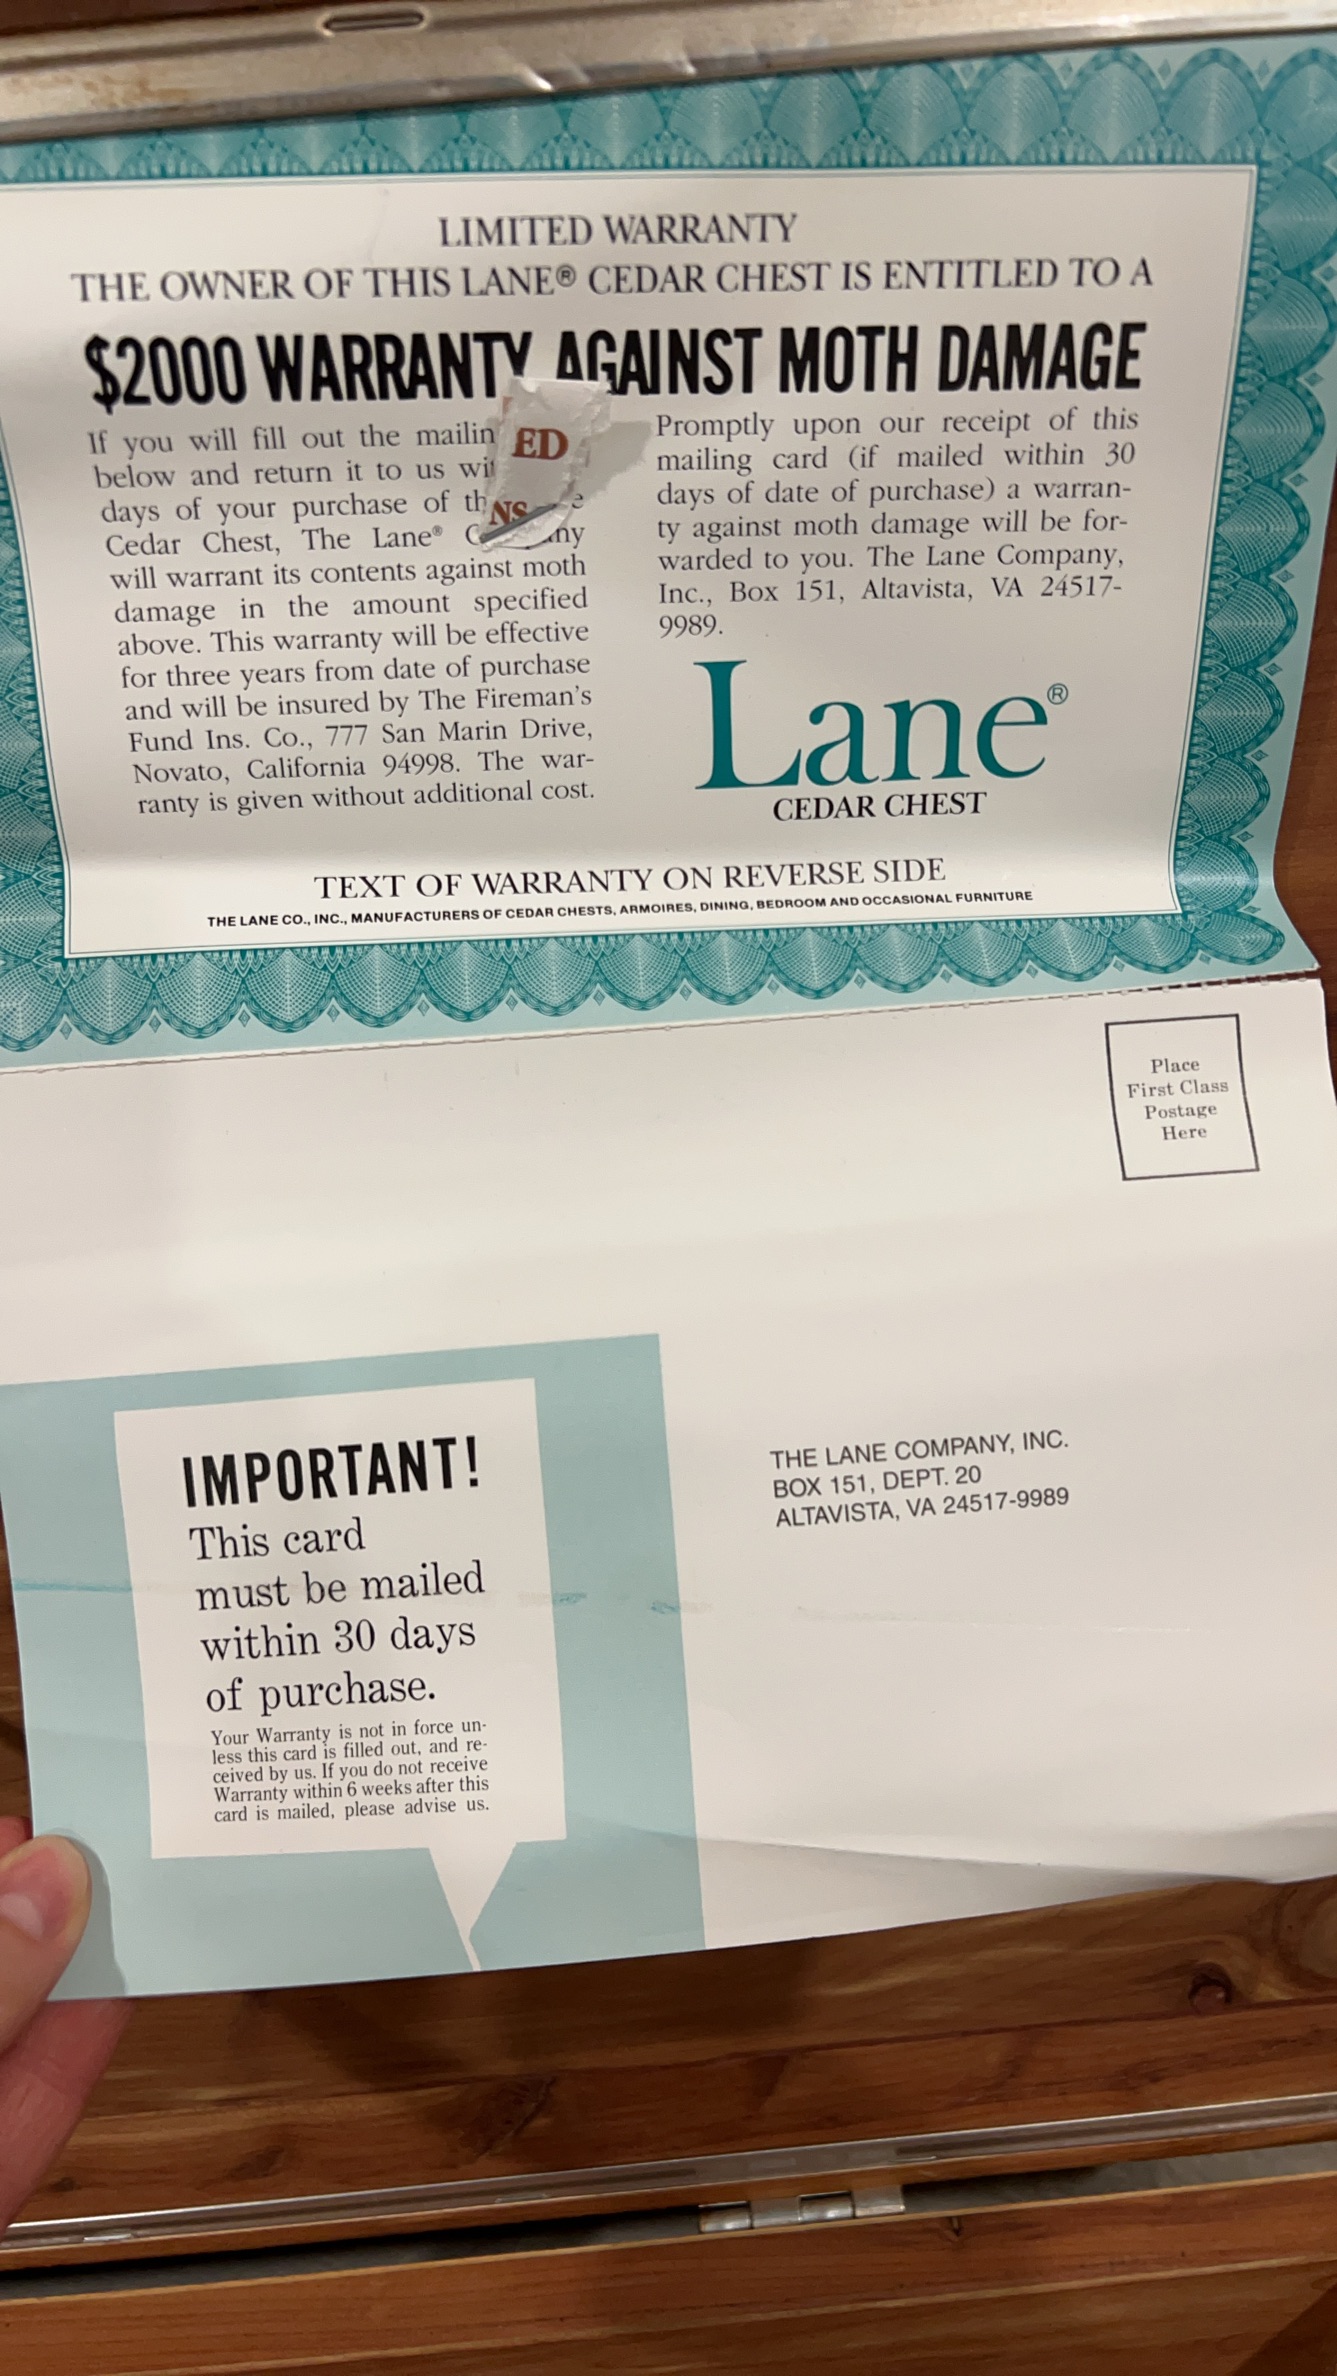 LIMITED WARRANTY
THE OWNER OF THIS LANE® CEDAR CHEST IS ENTITLED TO A
$2000 WARRANTY AGAINST MOTH DAMAGE
If you will fill out the mailin
below and return it to us wit
days of your purchase of th e
Cedar Chest, The Lane® C ny
will warrant its contents against moth
damage in the amount specified
above. This warranty will be effective
for three years from date of purchase
and will be insured by The Fireman's
Fund Ins. Co., 777 San Marin Drive,
Novato, California 94998. The war-
ranty is given without additional cost.
ED
NS
Promptly upon our receipt of this
mailing card (if mailed within 30
days of date of purchase) a warran-
ty against moth damage will be for-
warded to you. The Lane Company,
Inc., Box 151, Altavista, VA 24517-
9989.
Lane®
CEDAR CHEST
TEXT OF WARRANTY ON REVERSE SIDE
THE LANE CO., INC., MANUFACTURERS OF CEDAR CHESTS, ARMOIRES, DINING, BEDROOM AND OCCASIONAL FURNITURE
Place
First Class
Postage
Here
IMPORTANT!
This card
must be mailed
within 30 days
of purchase.
Your Warranty is not in force un-
less this card is filled out, and re-
ceived by us. If you do not receive
Warranty within 6 weeks after this
card is mailed, please advise us.
THE LANE COMPANY, INC.
BOX 151, DEPT. 20
ALTAVISTA, VA 24517-9989